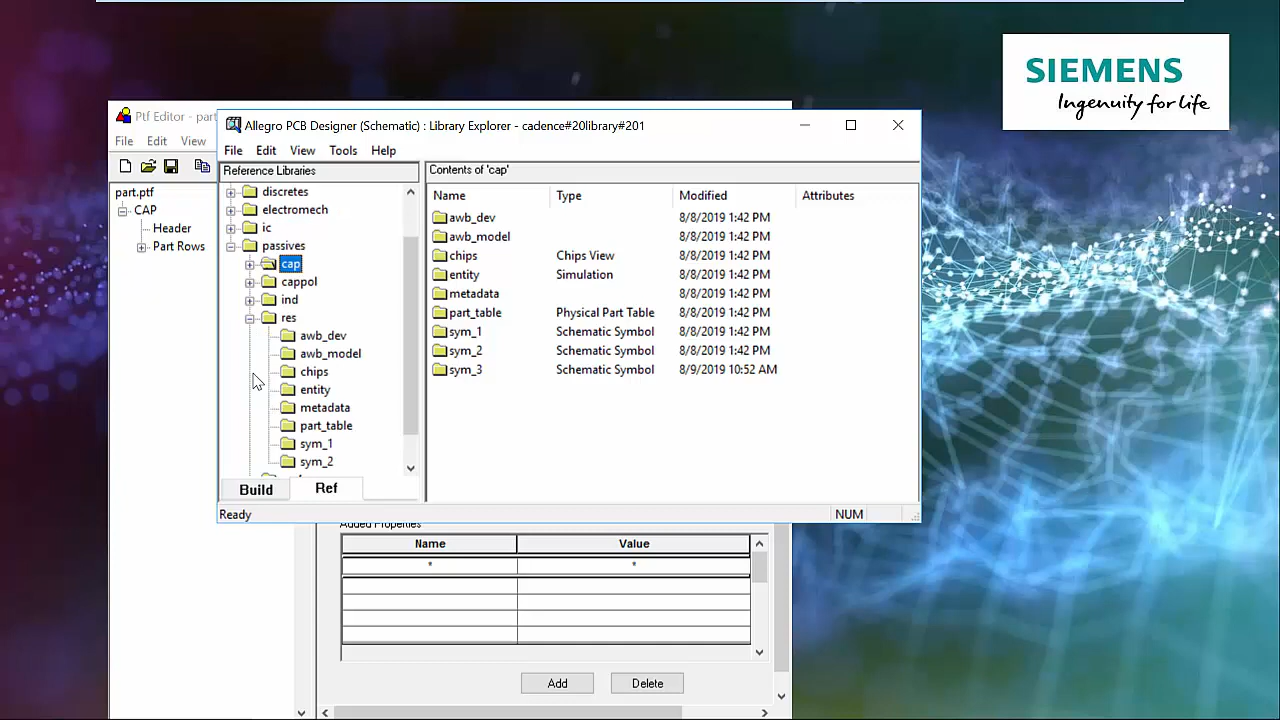 SIEMENS
Ingenuity for life
Ptf Editor - part
File Edit View
part.ptf
CAP
Header
Part Rows
Allegro PCB Designer (Schematic) : Library Explorer - cadence#20library#201
File Edit View Tools Help
Reference Libraries
discretes
electromech
ic
passives
cap
cappol
ind
res
awb_dev
awb_model
chips
entity
metadata
part_table
sym_1
sym_2
Build Ref
Contents of 'cap'
Name Type Modified Attributes
awb_dev 8/8/2019 1:42 PM
awb_model 8/8/2019 1:42 PM
chips Chips View 8/8/2019 1:42 PM
entity Simulation 8/8/2019 1:42 PM
metadata 8/8/2019 1:42 PM
part_table Physical Part Table 8/8/2019 1:42 PM
sym_1 Schematic Symbol 8/8/2019 1:42 PM
sym_2 Schematic Symbol 8/8/2019 1:42 PM
sym_3 Schematic Symbol 8/9/2019 10:52 AM
Ready NUM
Added Properties
Name Value
* *
Add Delete